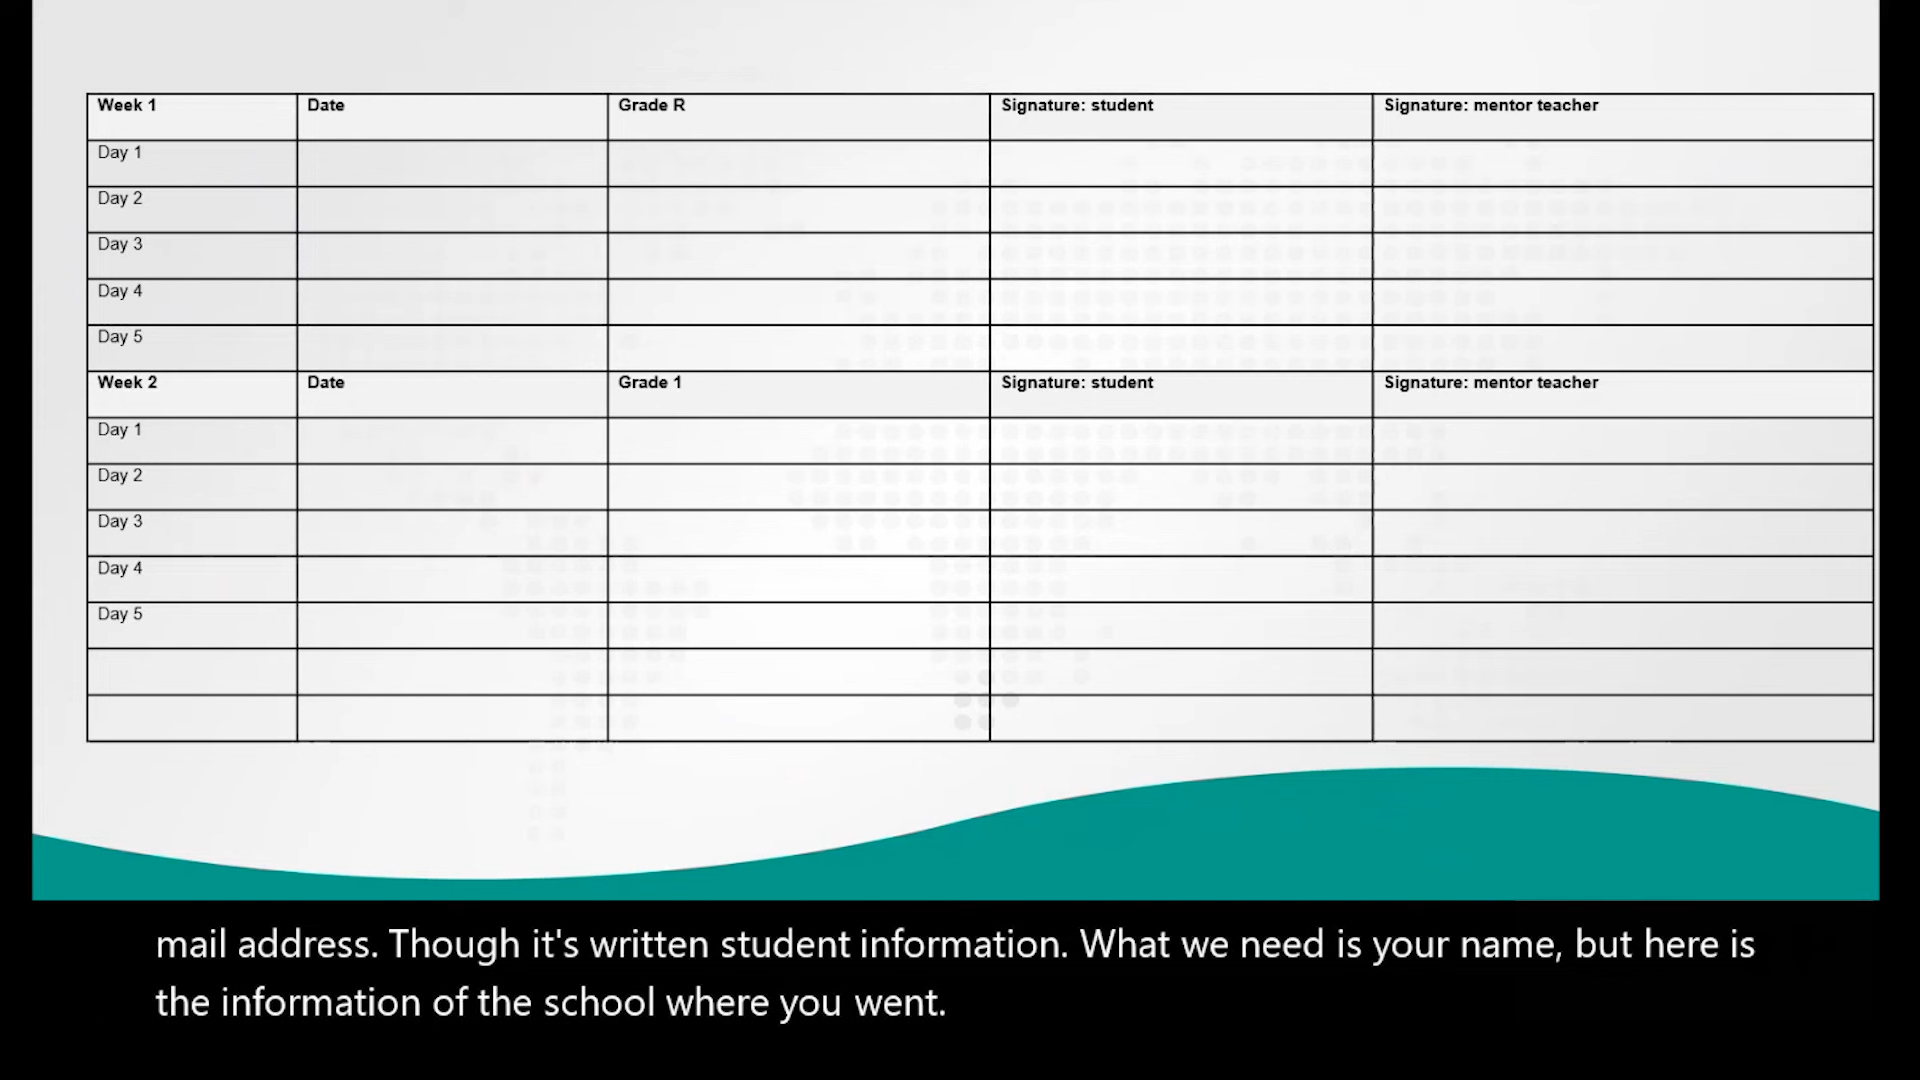 Week 1 Date Grade R Signature: student Signature: mentor teacher
Day 1
Day 2
Day 3
Day 4
Day 5
Week 2 Date Grade 1 Signature: student Signature: mentor teacher
Day 1
Day 2
Day 3
Day 4
Day 5
mail address. Though it's written student information. What we need is your name, but here is
the information of the school where you went.